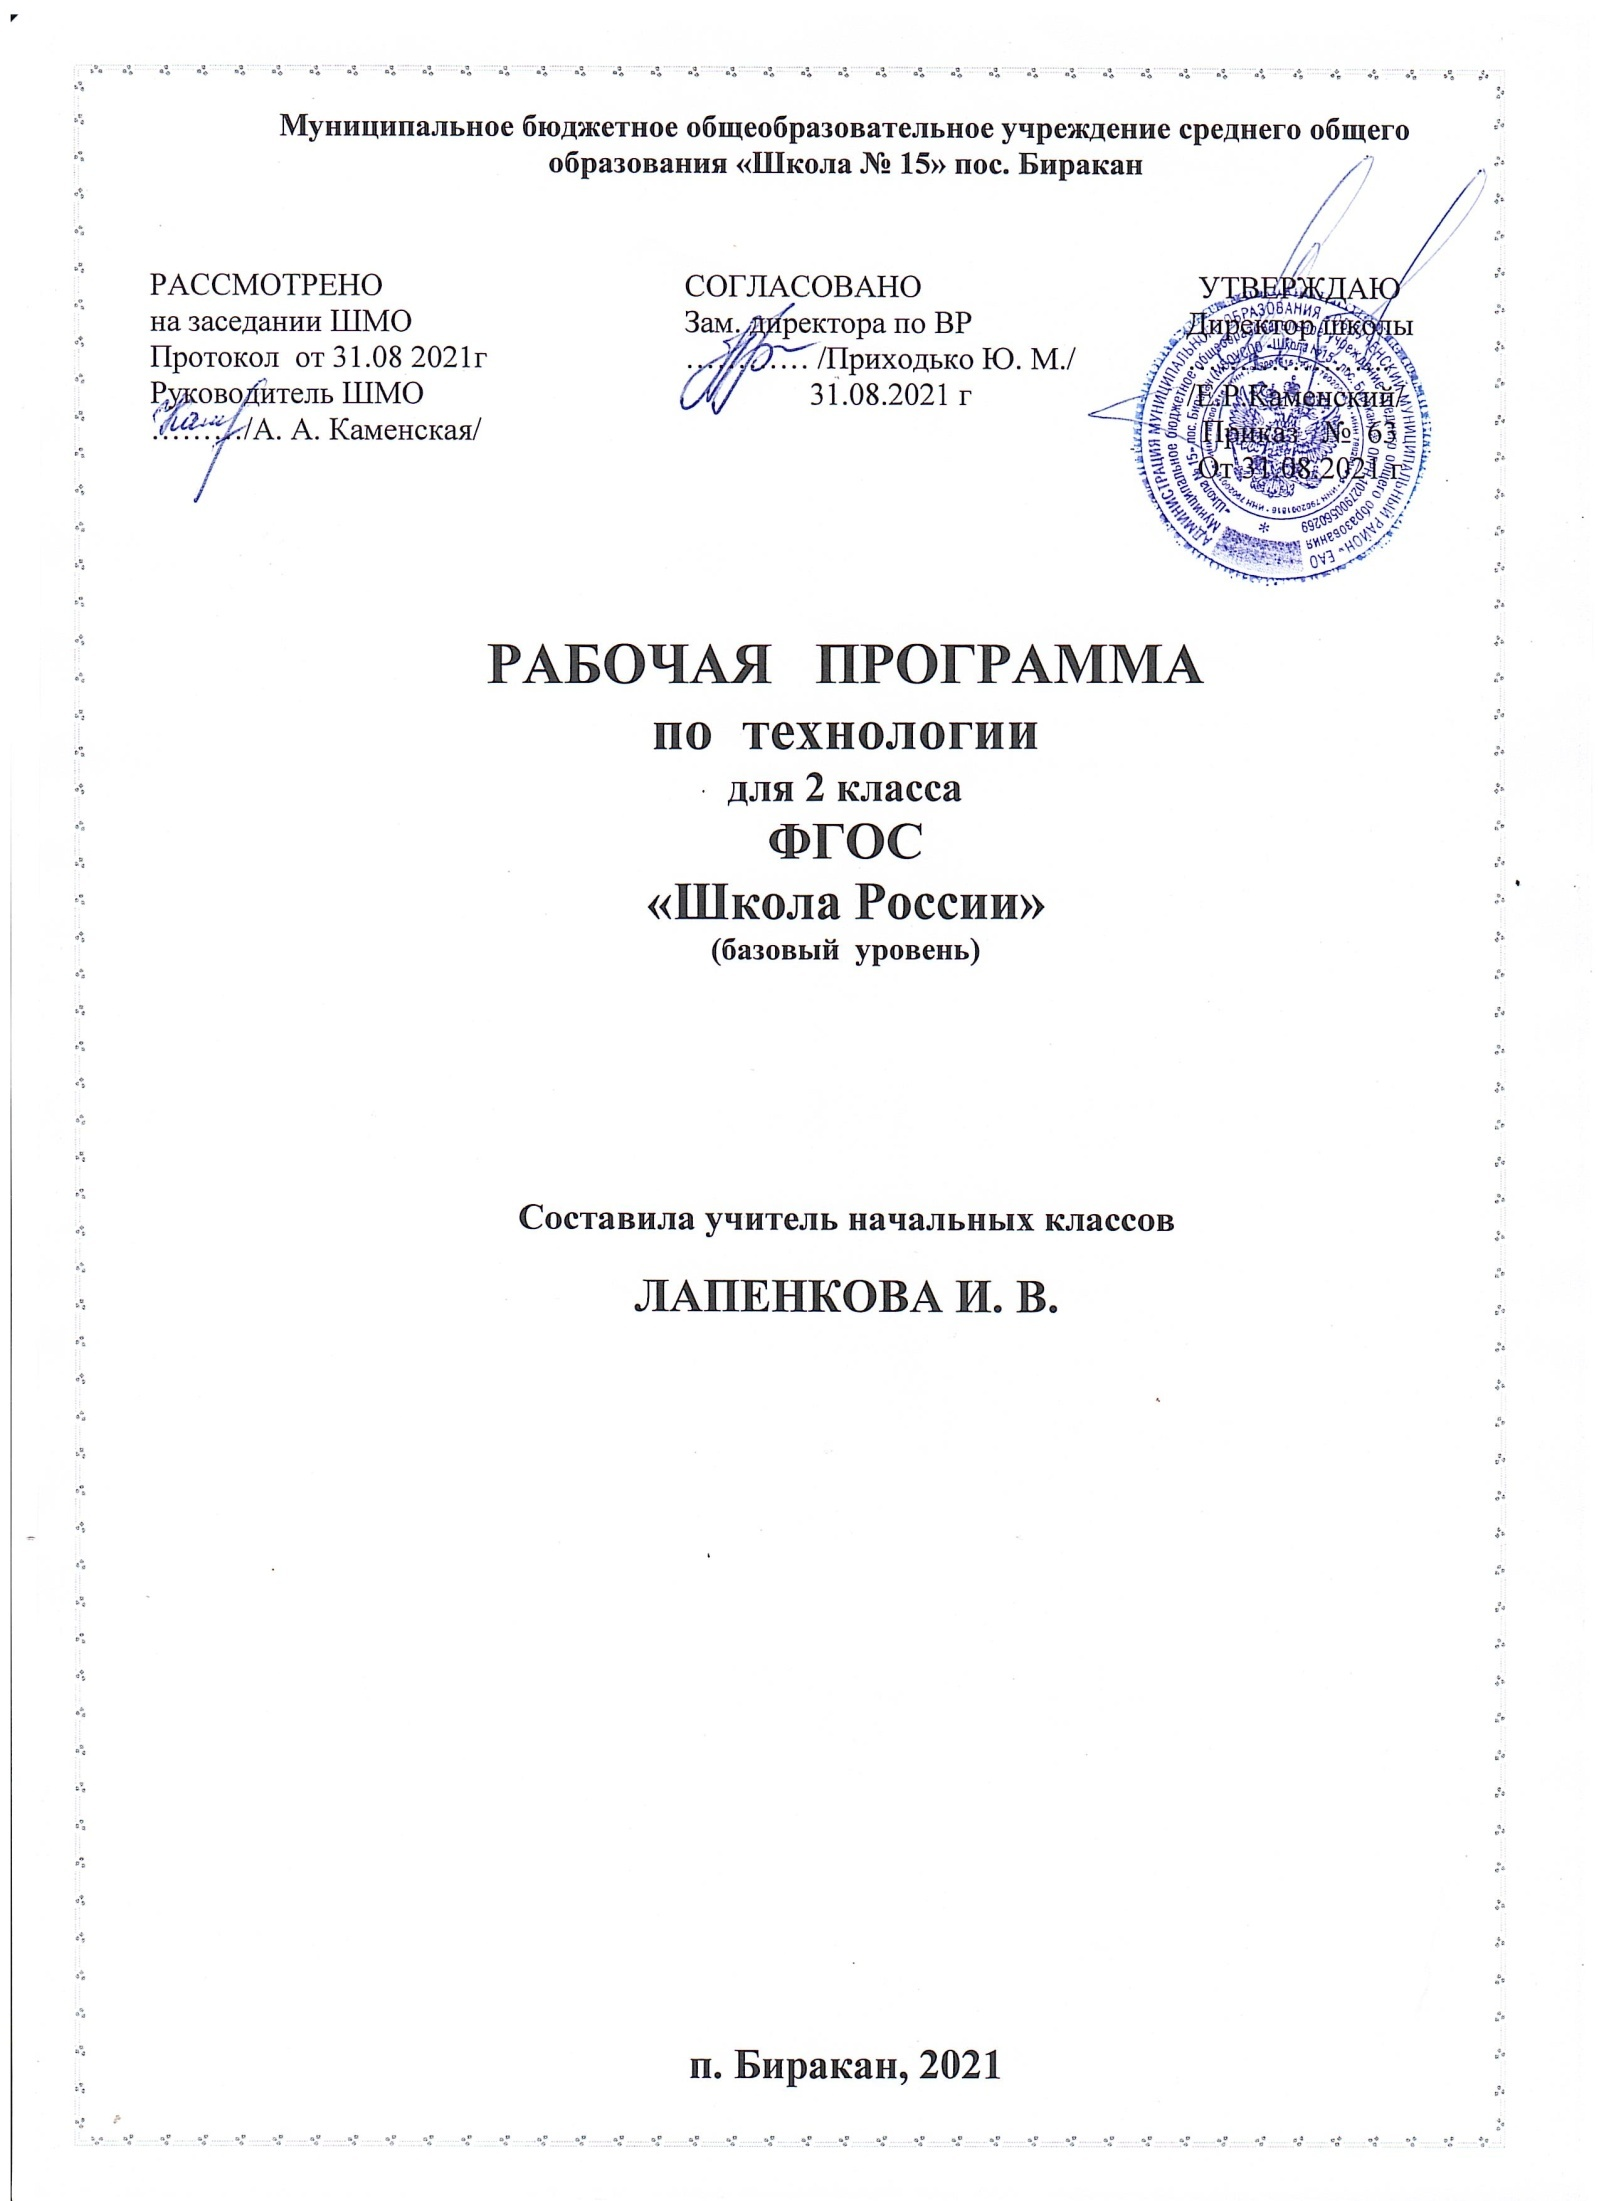 Муниципальное бюджетное общеобразовательное учреждение среднего общего
образования «Школа № 15» пос. Биракан
РАССМОТРЕНО
на заседании ШМО
Протокол от 31.08 2021г
Руководитель ШМО
………/А. А. Каменская/
СОГЛАСОВАНО
Зам. директора по ВР
………… /Приходько Ю. М./
31.08.2021 г
УТВЕРЖДАЮ
Директор школы
/Е.Р.Каменский/
Приказ № 63
От 31.08.2021 г
РАБОЧАЯ ПРОГРАММА
по технологии
для 2 класса
ФГОС
«Школа России»
(базовый уровень)
Составила учитель начальных классов
ЛАПЕНКОВА И. В.
п. Биракан, 2021